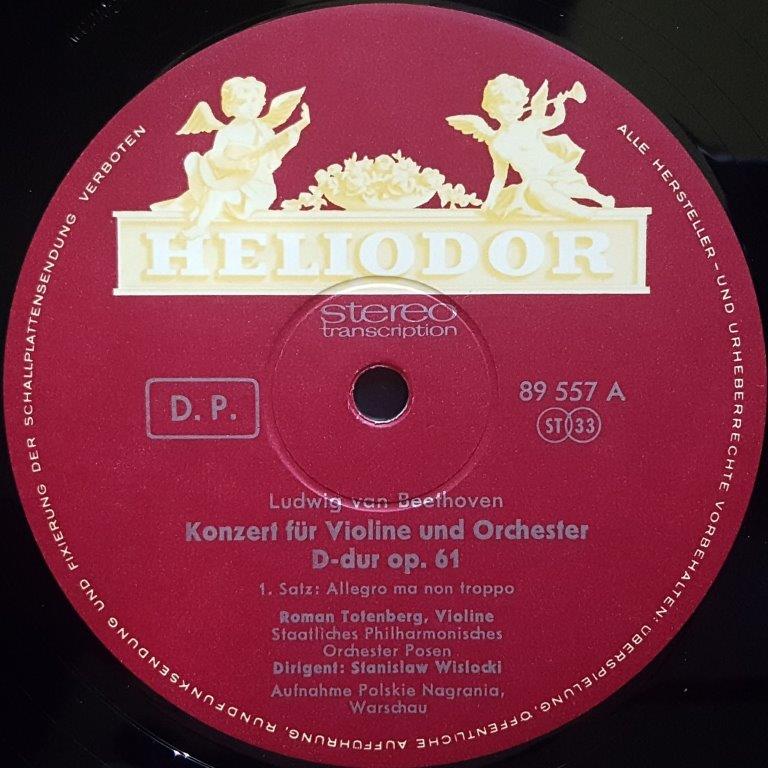 ALLE HERSTELLER- UND URHEBERRECHTE VORBEHALTEN: ÜBERSPIELUNG, ÖFFENTLICHE AUFFÜHRUNG, RUNDFUNKSENDUNG UND FIXIERUNG DER SCHALLPLATTENSENDUNG VERBOTEN
HELIODOR
stereo
transcription
D. P.
89 557 A
ST 33
Ludwig van Beethoven
Konzert für Violine und Orchester
D-dur op. 61
1. Satz: Allegro ma non troppo
Roman Totenberg, Violine
Staatliches Philharmonisches
Orchester Posen
Dirigent: Stanislaw Wislocki
Aufnahme Polskie Nagrania,
Warschau